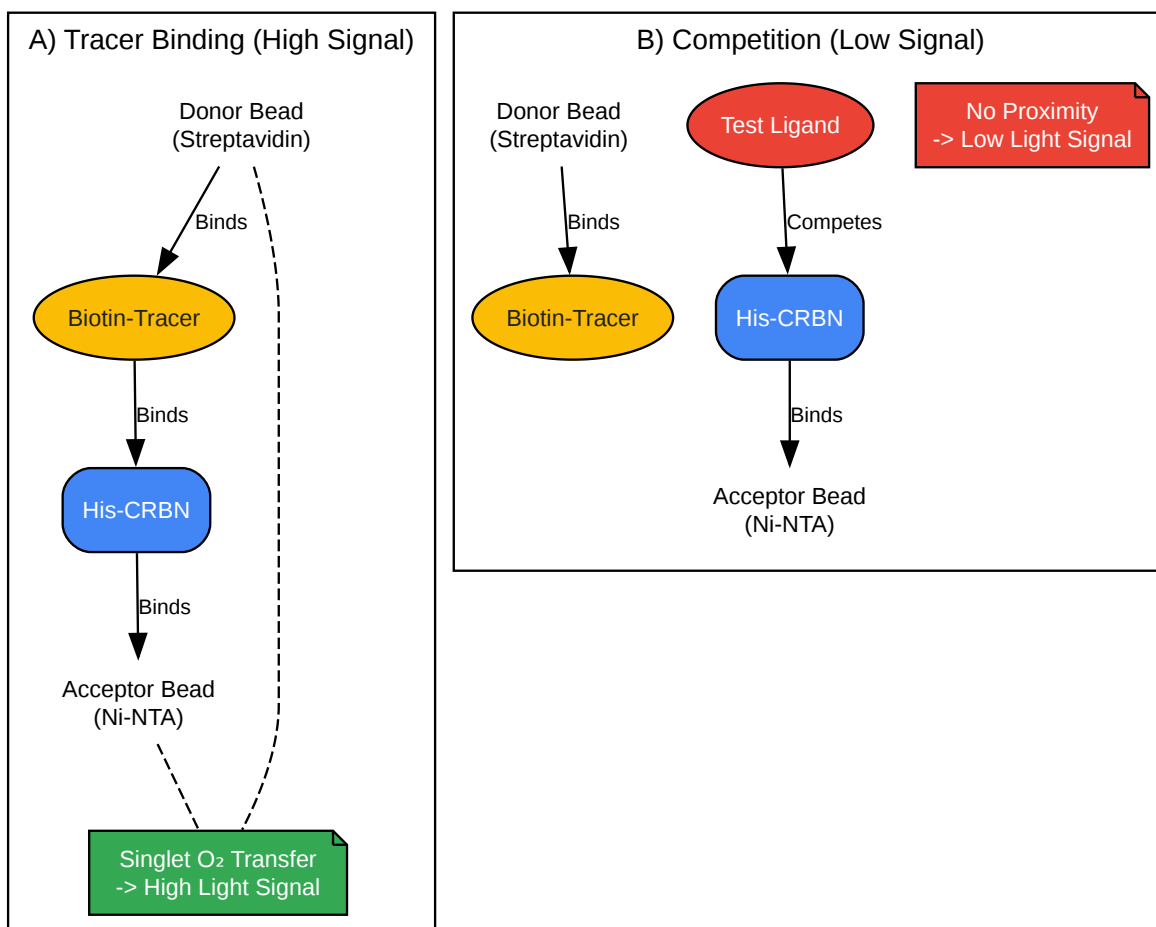 A) Tracer Binding (High Signal)
Donor Bead
(Streptavidin)
Binds
Biotin-Tracer
Binds
His-CRBN
Binds
Acceptor Bead
(Ni-NTA)
Singlet O₂ Transfer
-> High Light Signal
B) Competition (Low Signal)
Donor Bead
(Streptavidin)
Test Ligand
No Proximity
-> Low Light Signal
Binds
Competes
Biotin-Tracer
His-CRBN
Binds
Acceptor Bead
(Ni-NTA)